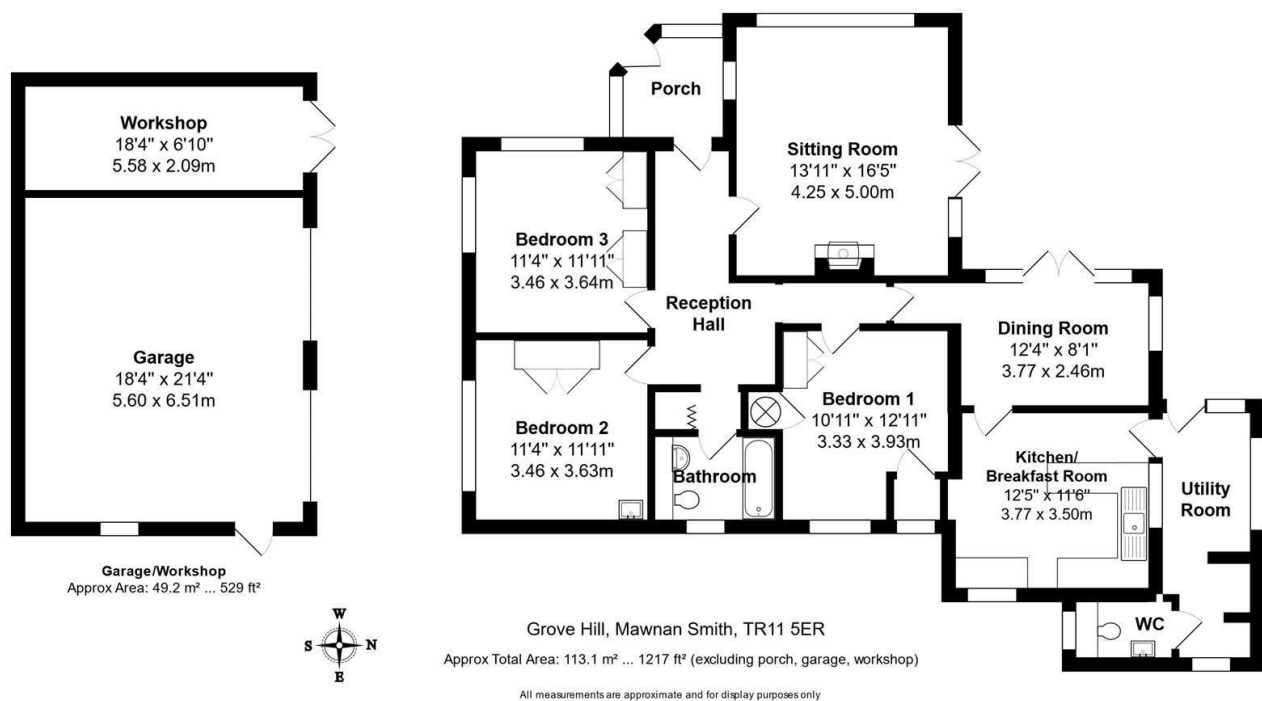 Workshop
18'4" x 6'10"
5.58 x 2.09m
Garage
18'4" x 21'4"
5.60 x 6.51m
Garage/Workshop
Approx Area: 49.2 m² ... 529 ft²
Porch
Sitting Room
13'11" x 16'5"
4.25 x 5.00m
Bedroom 3
11'4" x 11'11"
3.46 x 3.64m
Reception
Hall
Dining Room
12'4" x 8'1"
3.77 x 2.46m
Bedroom 2
11'4" x 11'11"
3.46 x 3.63m
Bathroom
Bedroom 1
10'11" x 12'11"
3.33 x 3.93m
Kitchen/
Breakfast Room
12'5" x 11'6"
3.77 x 3.50m
Utility
Room
WC
W
S N
E
Grove Hill, Mawnan Smith, TR11 5ER
Approx Total Area: 113.1 m² ... 1217 ft² (excluding porch, garage, workshop)
All measurements are approximate and for display purposes only